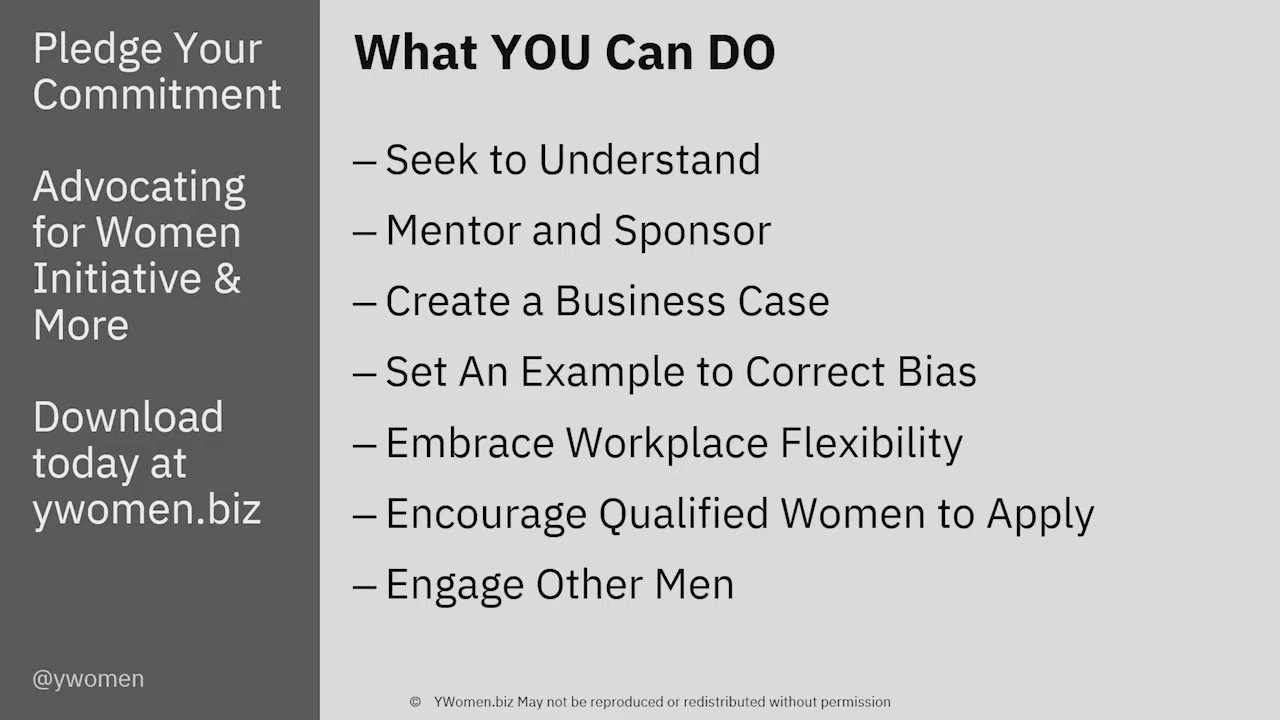 Pledge Your
Commitment
Advocating
for Women
Initiative &
More
Download
today at
ywomen.biz
@ywomen
What YOU Can DO
– Seek to Understand
– Mentor and Sponsor
– Create a Business Case
– Set An Example to Correct Bias
– Embrace Workplace Flexibility
– Encourage Qualified Women to Apply
– Engage Other Men
© YWomen.biz May not be reproduced or redistributed without permission